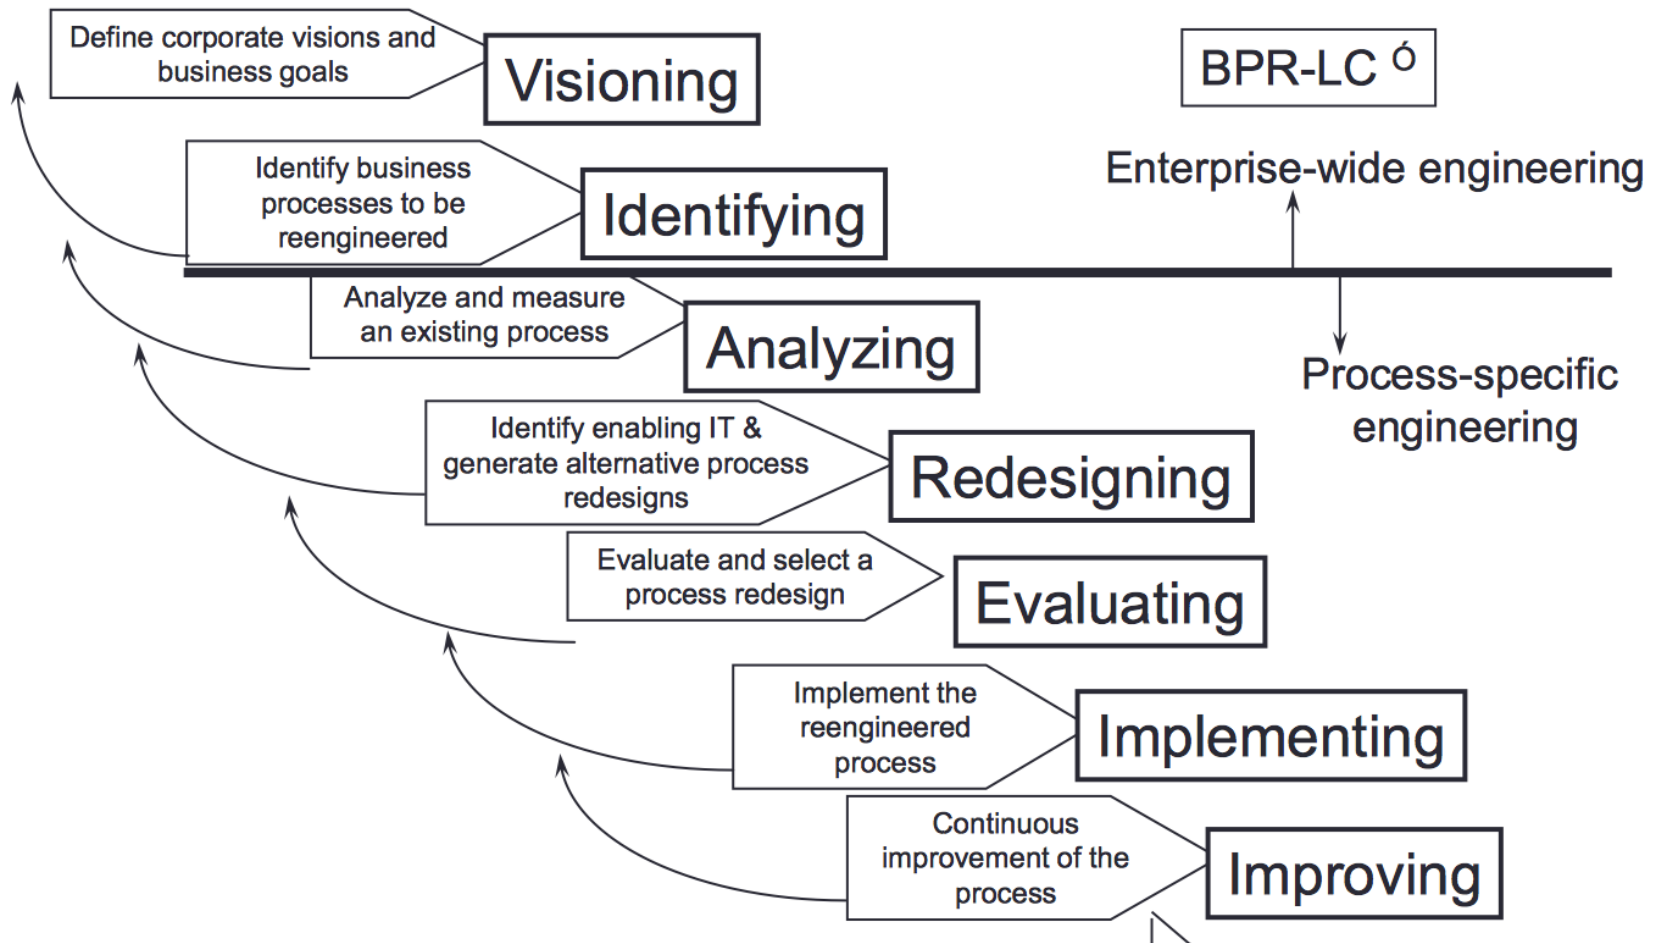 Define corporate visions and
business goals
Visioning
BPR-LC Ó
Enterprise-wide engineering
Identify business
processes to be
reengineered
Identifying
Analyze and measure
an existing process
Analyzing
Process-specific
engineering
Identify enabling IT &
generate alternative process
redesigns
Redesigning
Evaluate and select a
process redesign
Evaluating
Implement the
reengineered
process
Implementing
Continuous
improvement of the
process
Improving